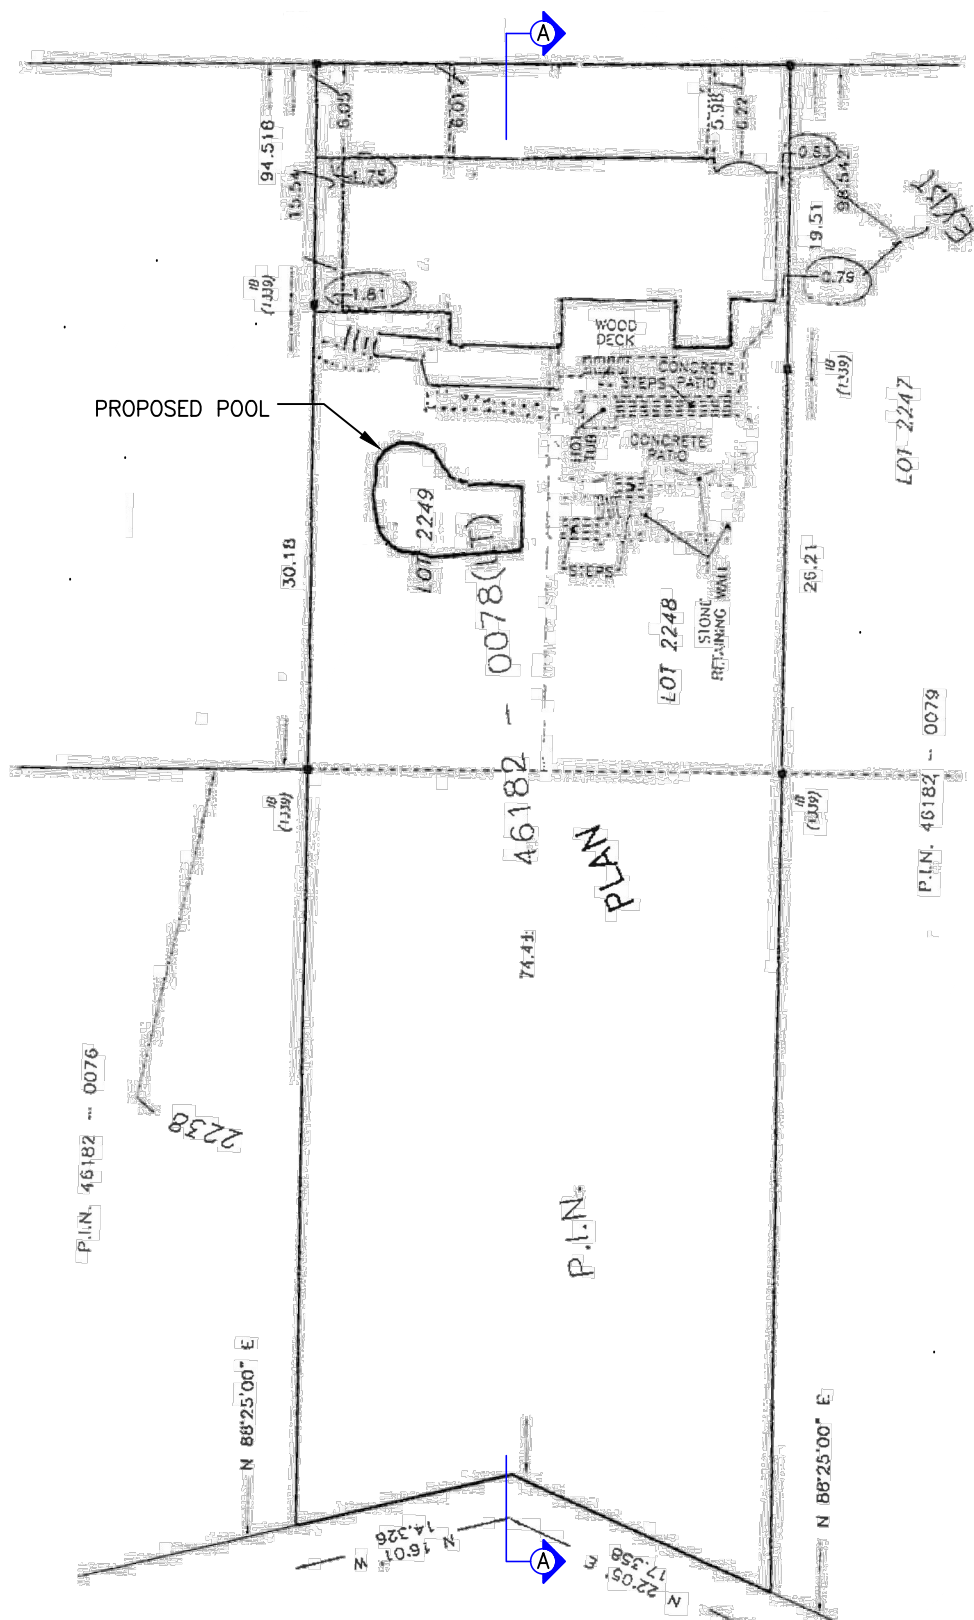 A
94.518
15.54
6.05
6.01
5.98
6.22
1.75
0.53
98.547
19.51
EXIST
1.81
0.79
IB
(1339)
WOOD
DECK
CONCRETE
STEPS PATIO
IB
(1339)
LOT 2247
PROPOSED POOL
HOT
TUB
CONCRETE
PATIO
LOT 2249
STEPS
30.18
26.21
0078(LT)
LOT 2248
STONE
RETAINING WALL
46182 -
IB
(1339)
IB
(1339)
P.I.N. 46182 - 0079
PLAN
74.4±
P.I.N. 46182 - 0076
2238
P.I.N.
N 88°25'00" E
N 88°25'00" E
N 16°01' W
14.326
A
N 22°05' E
17.358